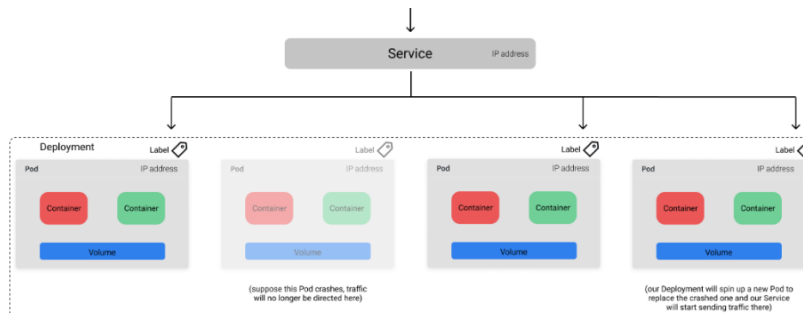 Service
IP address
Deployment
Label
Label
Label
Label
Pod
IP address
Pod
IP address
Pod
IP address
Pod
IP address
Container
Container
Container
Container
Container
Container
Container
Container
Volume
Volume
Volume
Volume
(suppose this Pod crashes, traffic
will no longer be directed here)
(our Deployment will spin up a new Pod to
replace the crashed one and our Service
will start sending traffic there)